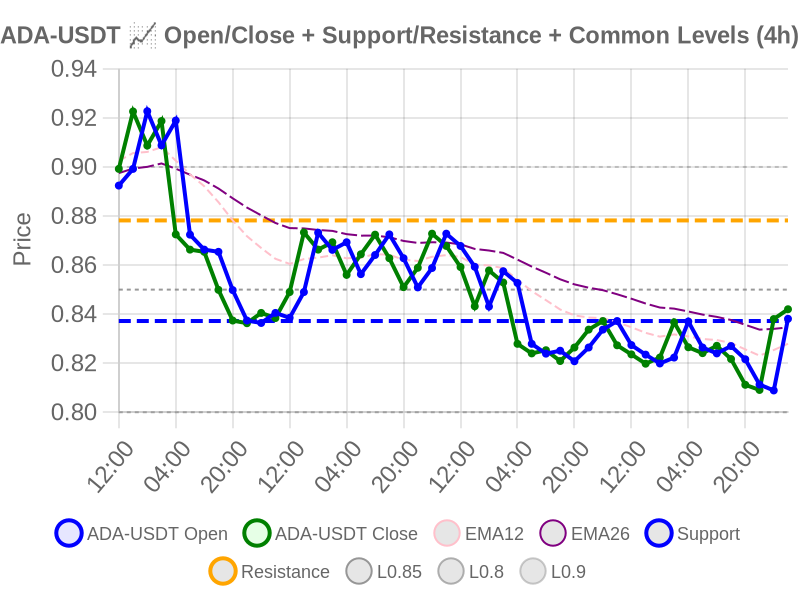 ADA-USDT 📈 Open/Close + Support/Resistance + Common Levels (4h)
0.94
0.92
0.90
0.88
0.86
0.84
0.82
0.80
Price
12:00 04:00 20:00 12:00 04:00 20:00 12:00 04:00 20:00 12:00 04:00 20:00
ADA-USDT Open ADA-USDT Close EMA12 EMA26 Support
Resistance L0.85 L0.8 L0.9